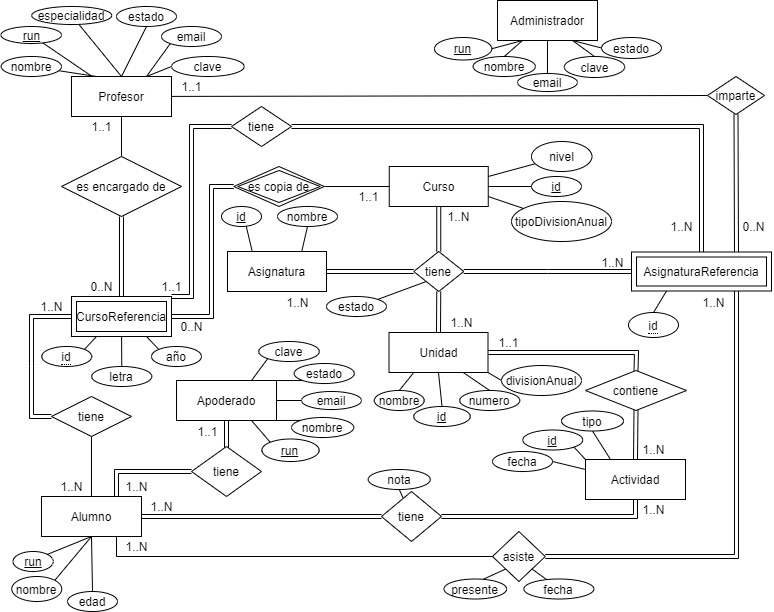 especialidad
estado
run
email
nombre
clave
Profesor
1..1
1..1
Administrador
run
estado
nombre
clave
email
imparte
tiene
es encargado de
es copia de
1..1
Curso
nivel
id
tipoDivisionAnual
1..N
id
nombre
Asignatura
1..N
tiene
estado
1..N
1..N
0..N
AsignaturaReferencia
1..N
id
0..N
1..1
1..N
CursoReferencia
0..N
id
letra
año
1..N
Unidad
1..1
nombre
id
numero
divisionAnual
contiene
clave
estado
Apoderado
email
nombre
run
1..1
tiene
tiene
tipo
id
fecha
1..N
Actividad
1..N
nota
tiene
1..N
1..N
Alumno
1..N
1..N
run
nombre
edad
asiste
presente
fecha